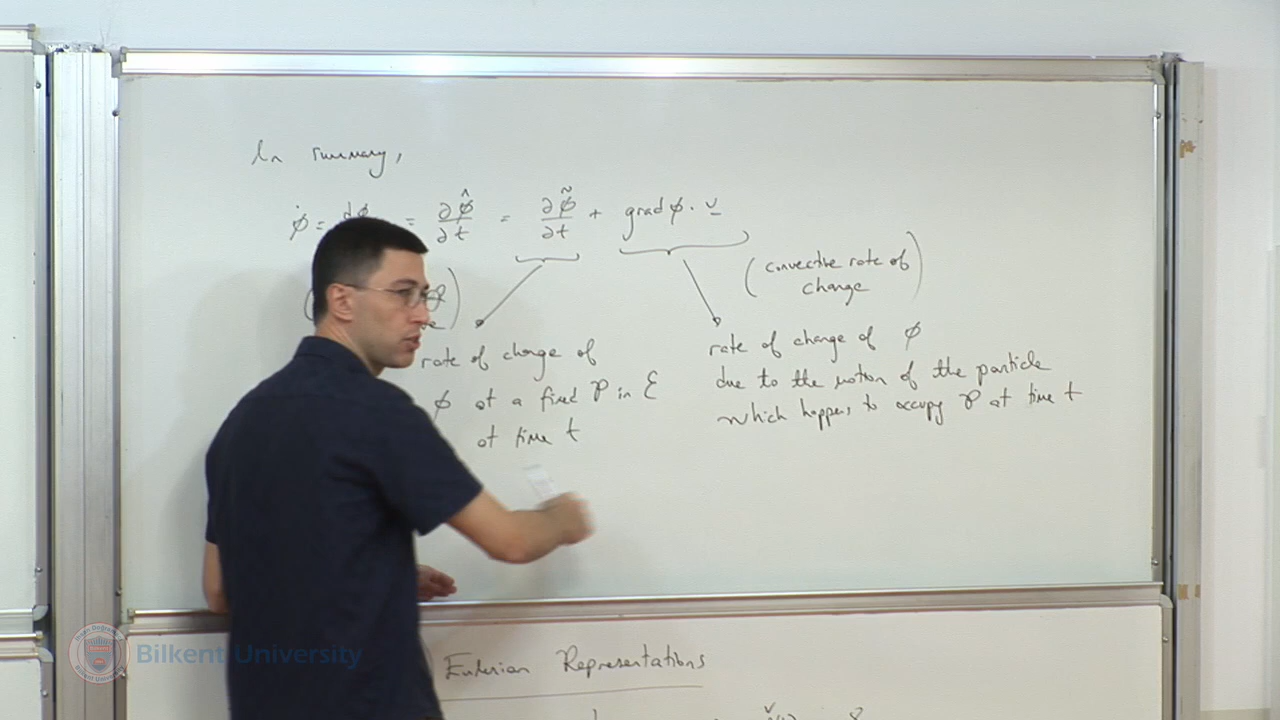 In summary,
φ̇ = dφ = ∂φ̂/∂t = ∂φ̃/∂t + grad φ · v
(convective rate of
change)
rate of change of
φ at a fixed P in Ɛ
at time t
rate of change of φ
due to the motion of the particle
which happens to occupy P at time t
Eulerian Representations
Bilkent University